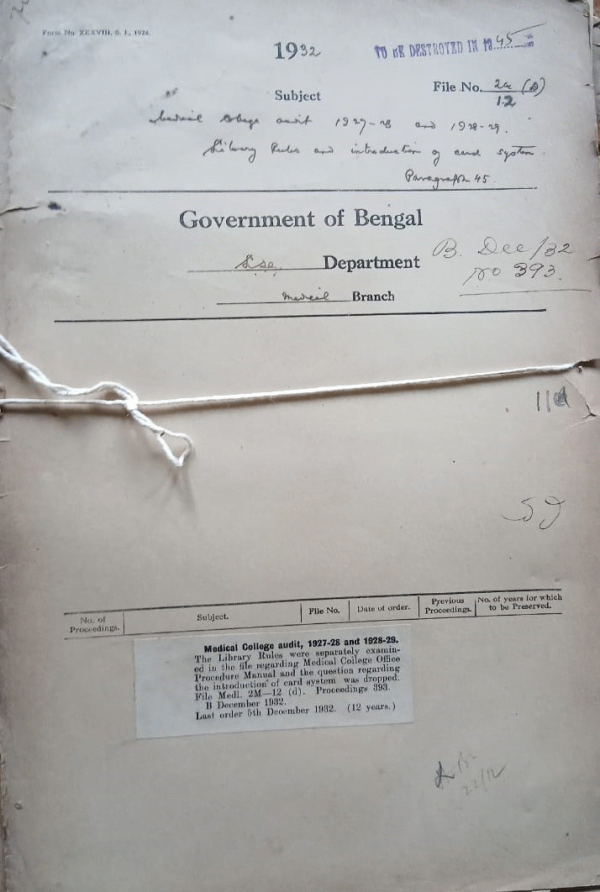 Form No. XXXVIII, S. I., 1924.
1932
TO BE DESTROYED IN 1945
File No. 2a (D)
12
Subject
Medical College audit 1927-28 and 1928-29.
Library Rules and introduction of card system.
Paragraph 45
Government of Bengal
Department
B. Dec/32
No 393.
Medical Branch
No. of Proceedings.
Subject.
File No.
Date of order.
Previous Proceedings.
No. of years for which to be Preserved.
Medical College audit, 1927-28 and 1928-29.
The Library Rules were separately examin-
ed in the file regarding Medical College Office
Procedure Manual and the question regarding
the introduction of card system was dropped.
File Medl. 2M—12 (d). Proceedings 393.
B December 1932.
Last order 5th December 1932. (12 years.)